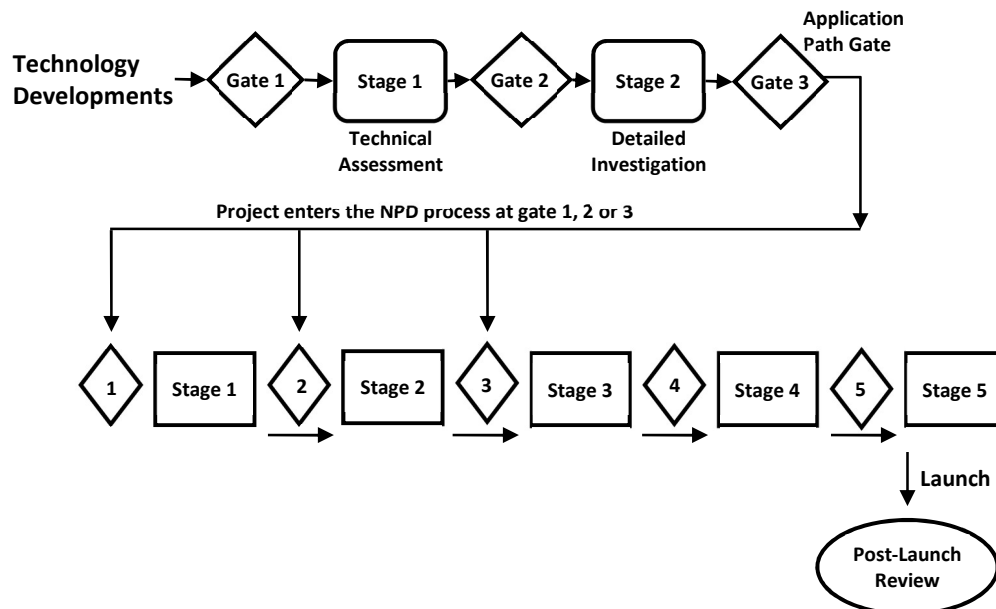 Application
Path Gate
Technology
Developments
Gate 1
Stage 1
Gate 2
Stage 2
Gate 3
Technical
Assessment
Detailed
Investigation
Project enters the NPD process at gate 1, 2 or 3
1
Stage 1
2
Stage 2
3
Stage 3
4
Stage 4
5
Stage 5
Launch
Post-Launch
Review